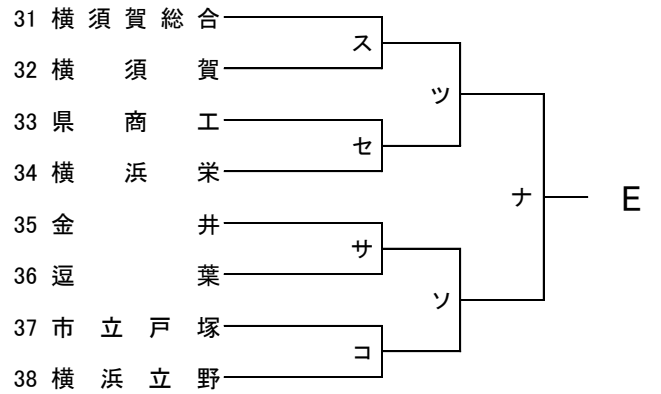 31 横須賀総合
ス
32 横須賀
ツ
33 県商工
セ
34 横浜栄
ナ E
35 金井
サ
36 逗葉
ソ
37 市立戸塚
コ
38 横浜立野